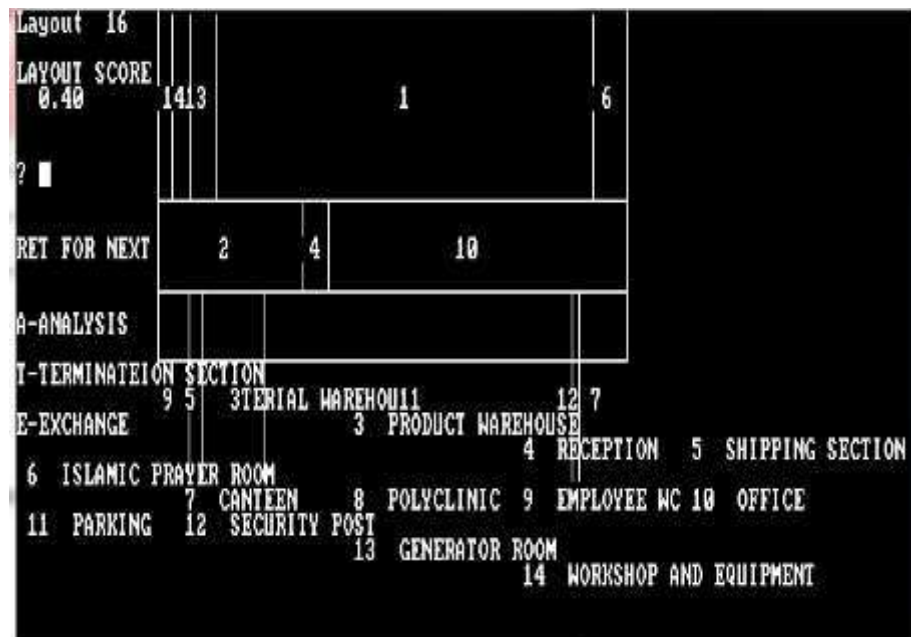 Layout 16
LAYOUT SCORE
0.40 1413 1 6
?
RET FOR NEXT 2 4 10
A-ANALYSIS
T-TERMINATEION SECTION
9 5 3TERIAL WAREHOU11 12 7
E-EXCHANGE 3 PRODUCT WAREHOUSE
4 RECEPTION 5 SHIPPING SECTION
6 ISLAMIC PRAYER ROOM
7 CANTEEN 8 POLYCLINIC 9 EMPLOYEE WC 10 OFFICE
11 PARKING 12 SECURITY POST
13 GENERATOR ROOM
14 WORKSHOP AND EQUIPMENT